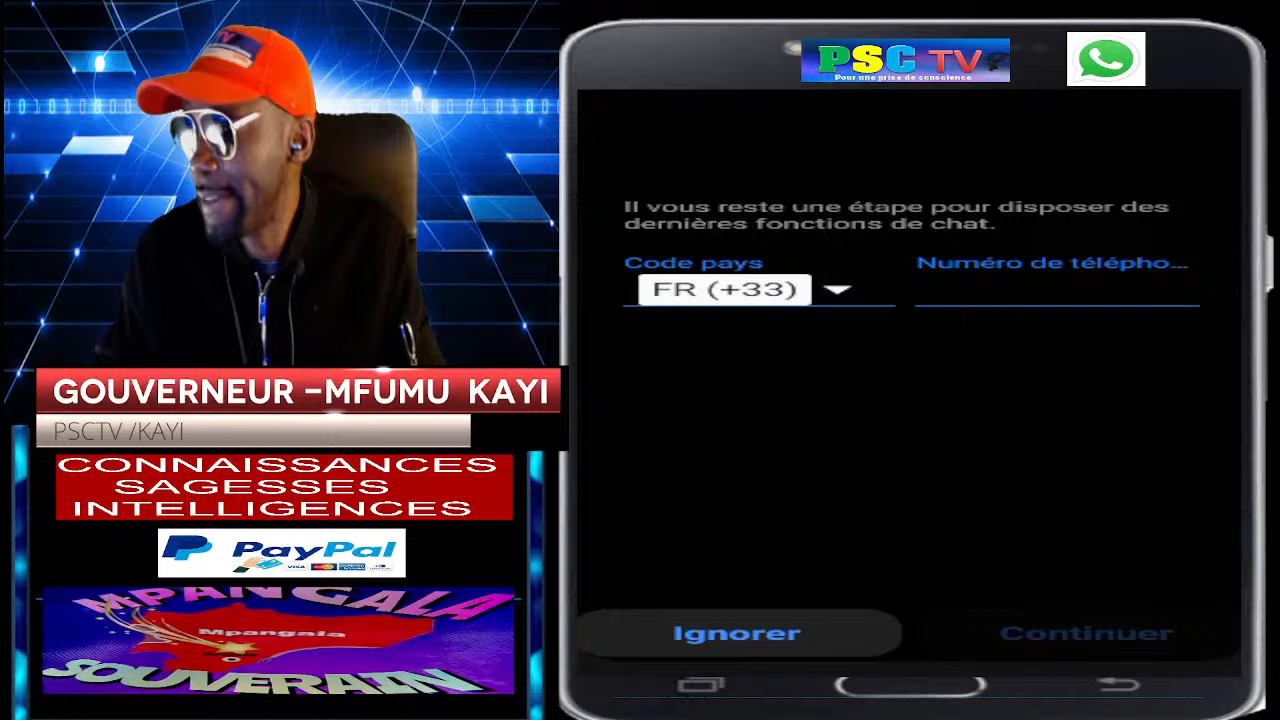 PSC TV
Pour une prise de conscience
Il vous reste une étape pour disposer des
dernières fonctions de chat.
Code pays
Numéro de télépho...
FR (+33)
Ignorer
Continuer
GOUVERNEUR -MFUMU KAYI
PSCTV /KAYI
CONNAISSANCES
SAGESSES
INTELLIGENCES
PayPal
VISA
MPANGALA
Mpangala
SOUVERAIN